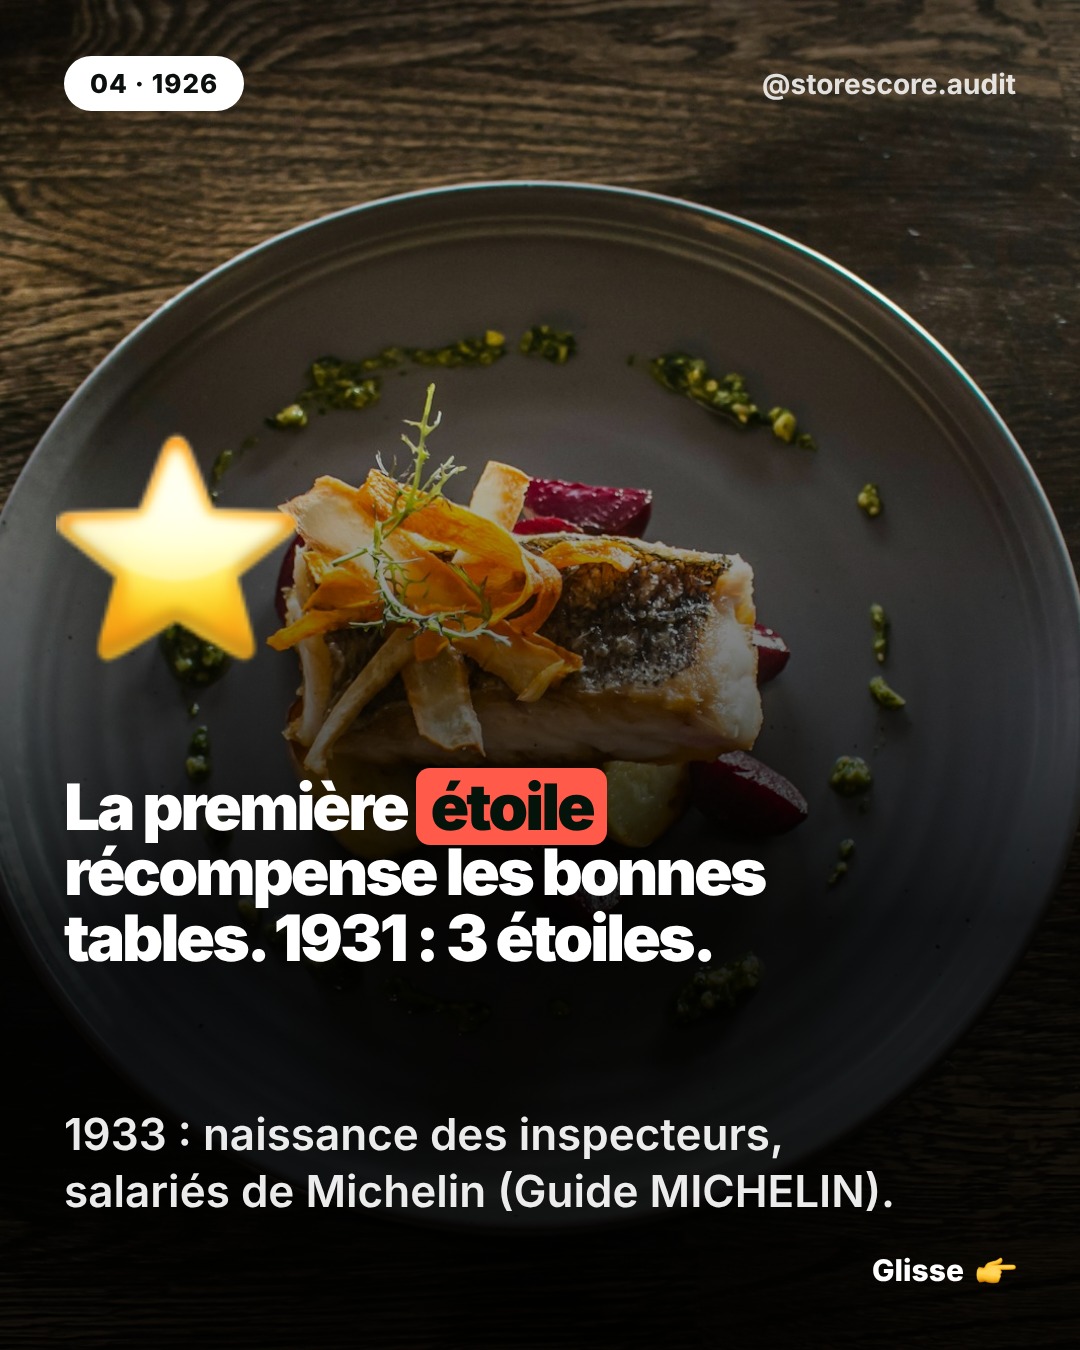 04 · 1926
@storescore.audit
La première étoile
récompense les bonnes
tables. 1931 : 3 étoiles.
1933 : naissance des inspecteurs,
salariés de Michelin (Guide MICHELIN).
Glisse 👉